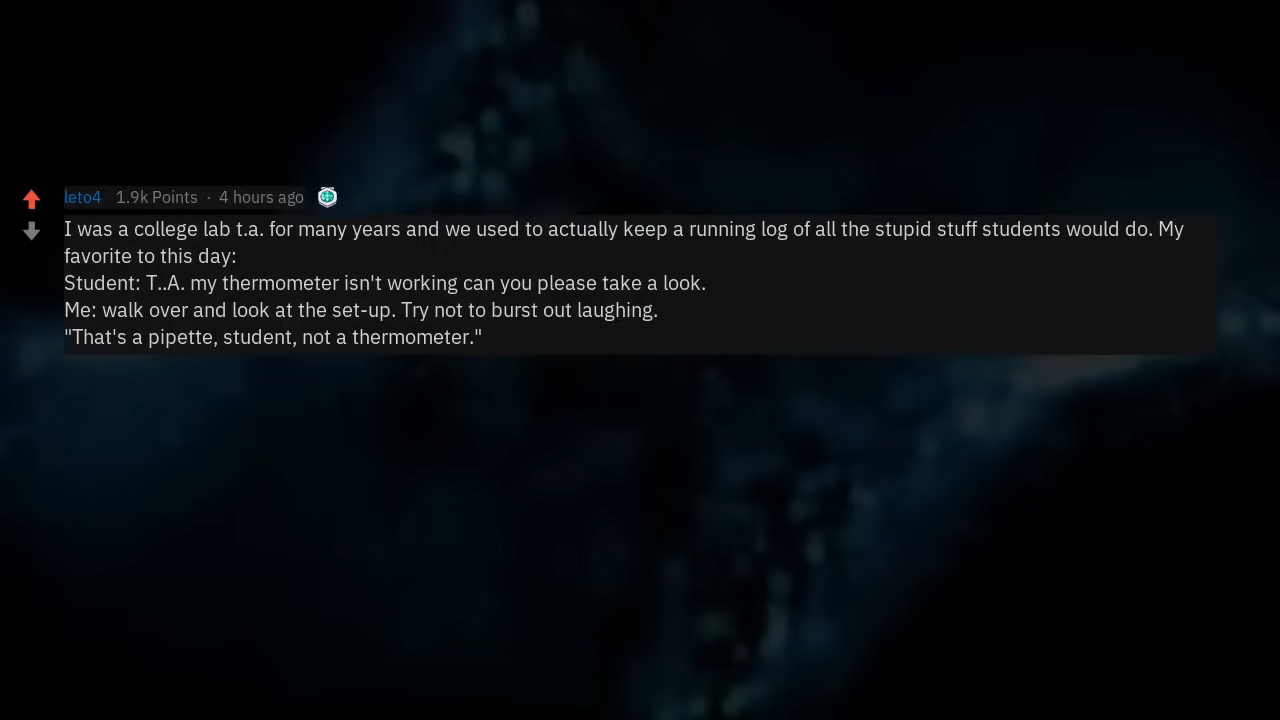 leto4 1.9k Points · 4 hours ago
I was a college lab t.a. for many years and we used to actually keep a running log of all the stupid stuff students would do. My
favorite to this day:
Student: T..A. my thermometer isn't working can you please take a look.
Me: walk over and look at the set-up. Try not to burst out laughing.
"That's a pipette, student, not a thermometer."